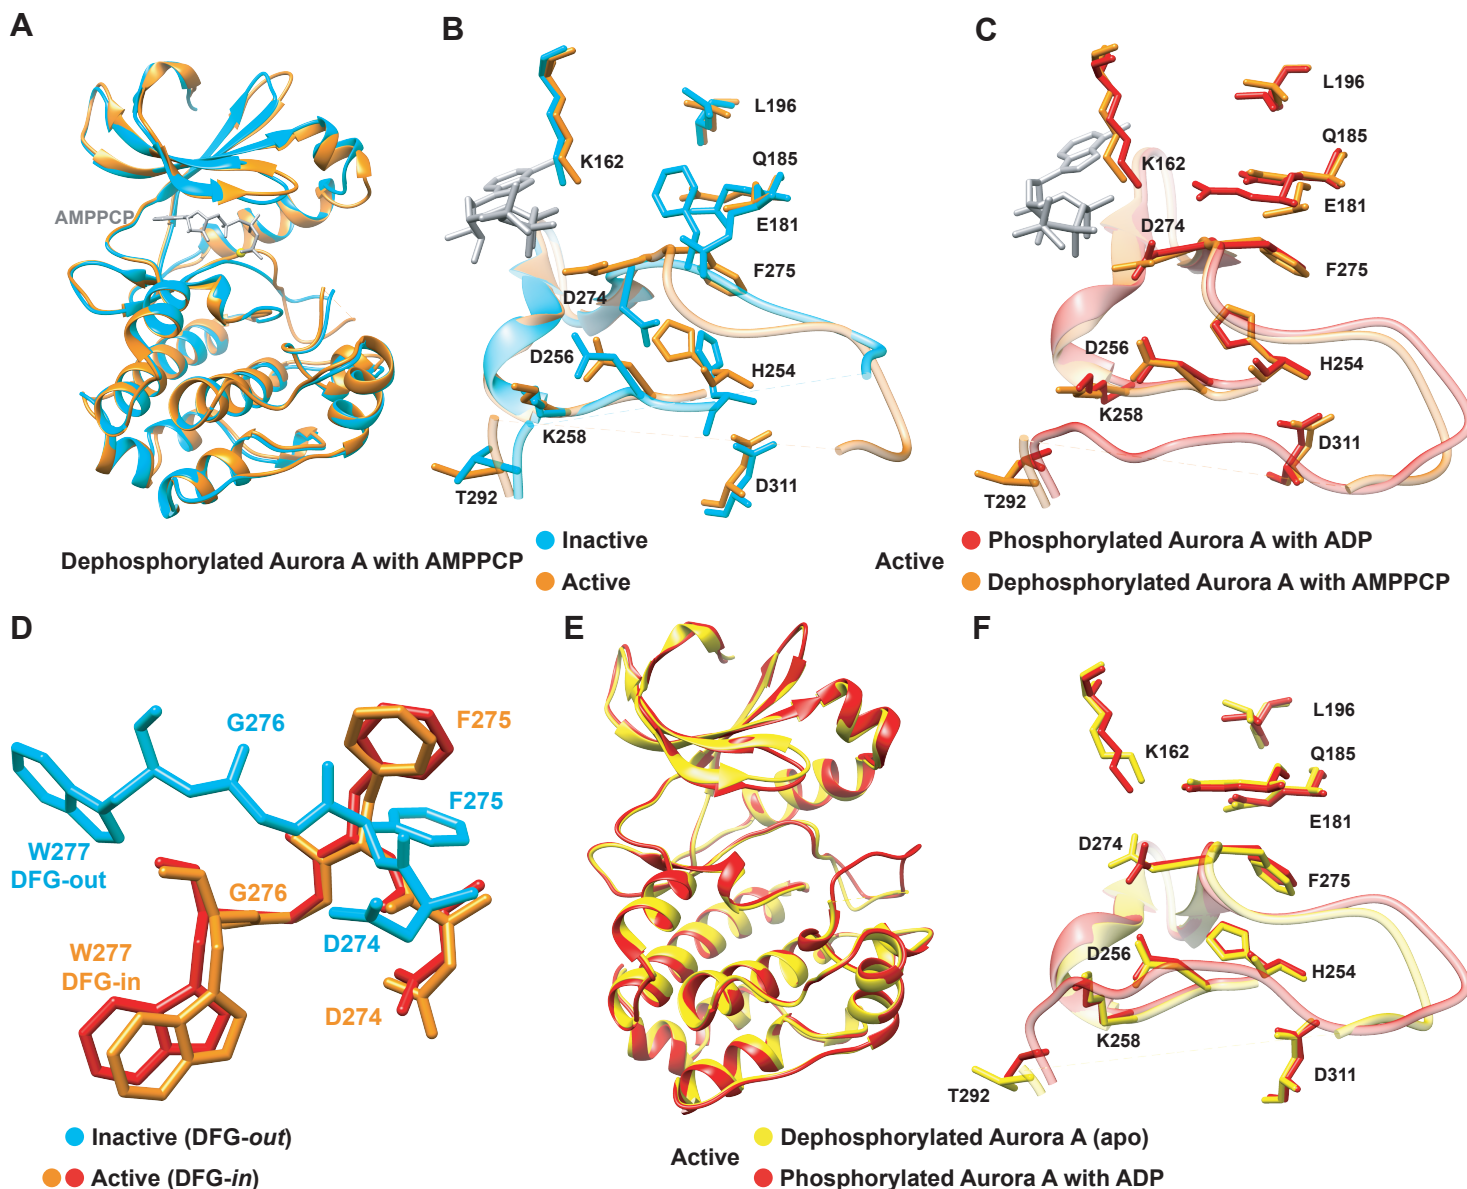 A
AMPPCP
Dephosphorylated Aurora A with AMPPCP
B
L196
K162
Q185
E181
F275
D274
D256
H254
K258
T292
D311
Inactive
Active
C
L196
Q185
K162
E181
D274
F275
D256
H254
K258
D311
T292
Active
Phosphorylated Aurora A with ADP
Dephosphorylated Aurora A with AMPPCP
D
G276
F275
F275
W277
DFG-out
G276
D274
W277
DFG-in
D274
Inactive (DFG-out)
Active (DFG-in)
E
Active
Dephosphorylated Aurora A (apo)
Phosphorylated Aurora A with ADP
F
L196
K162
Q185
E181
D274
F275
D256
H254
K258
D311
T292